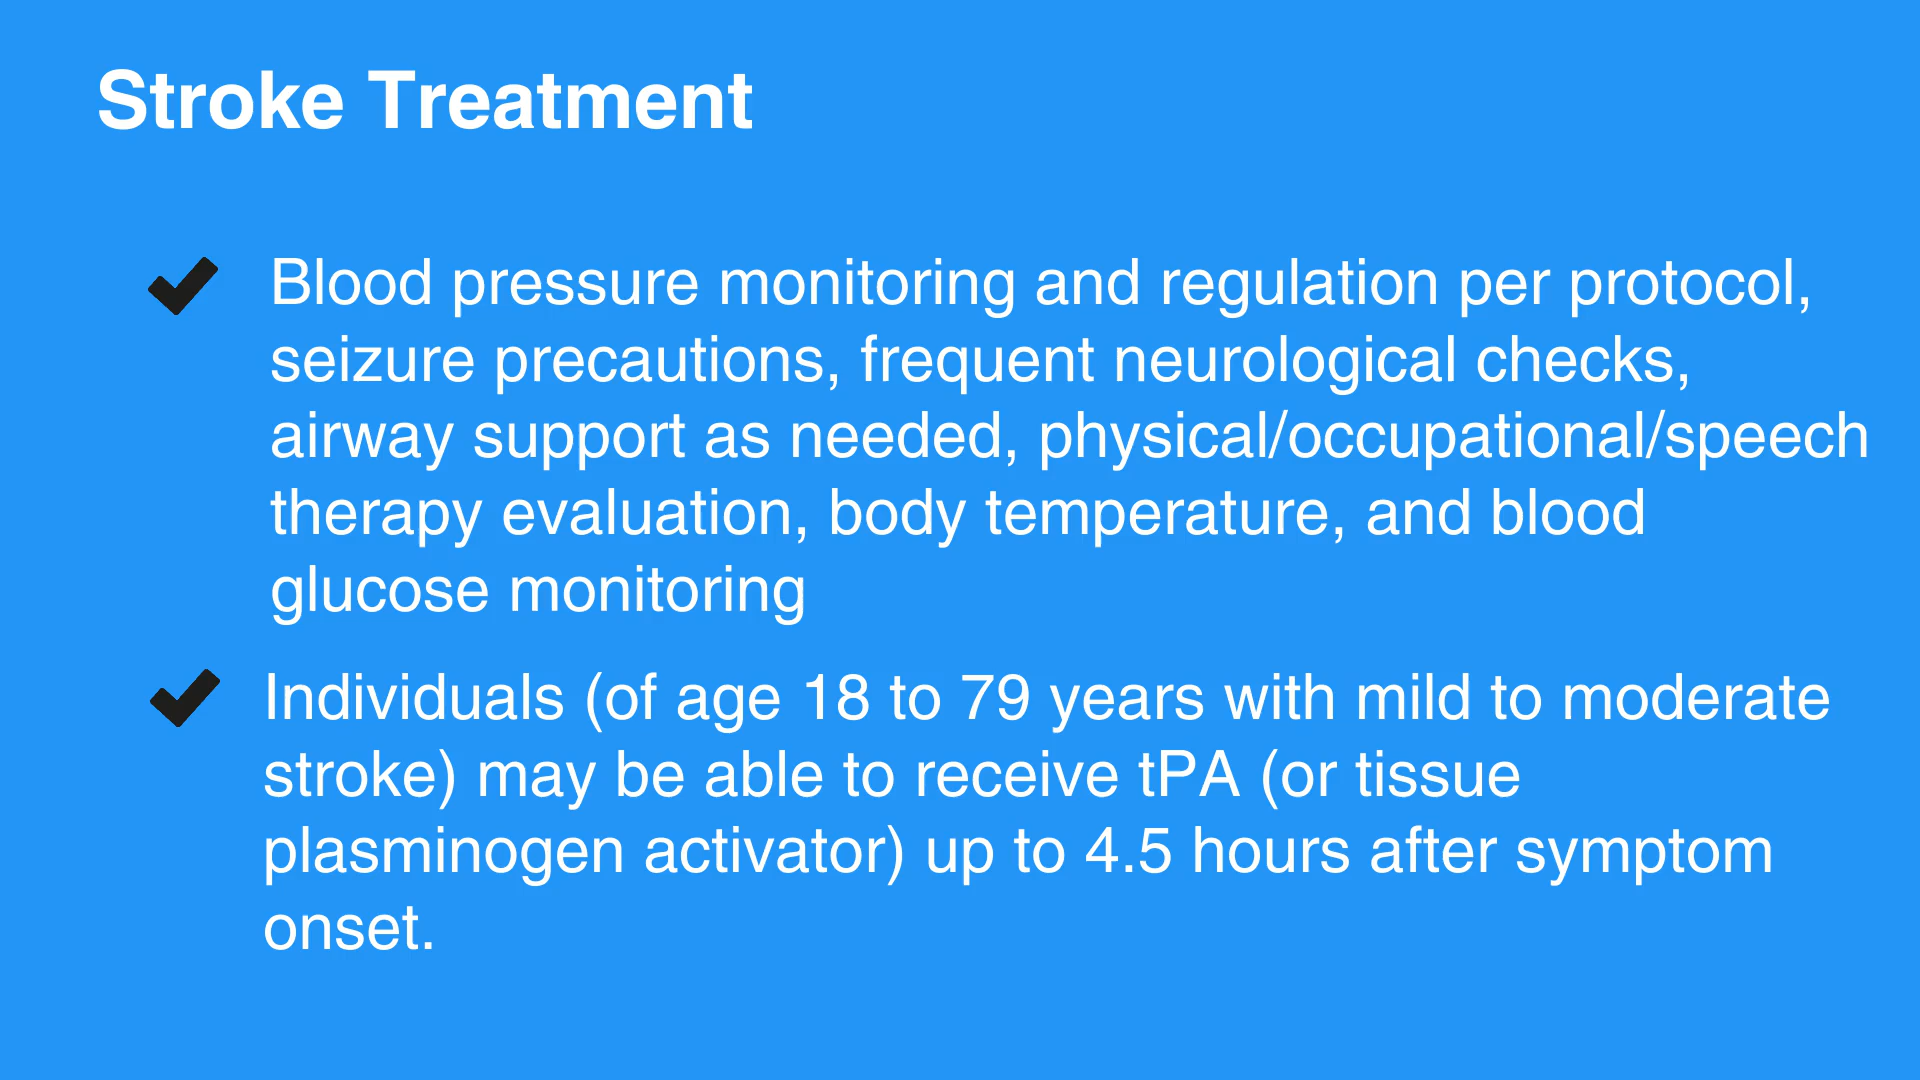 Stroke Treatment
Blood pressure monitoring and regulation per protocol,
seizure precautions, frequent neurological checks,
airway support as needed, physical/occupational/speech
therapy evaluation, body temperature, and blood
glucose monitoring
Individuals (of age 18 to 79 years with mild to moderate
stroke) may be able to receive tPA (or tissue
plasminogen activator) up to 4.5 hours after symptom
onset.